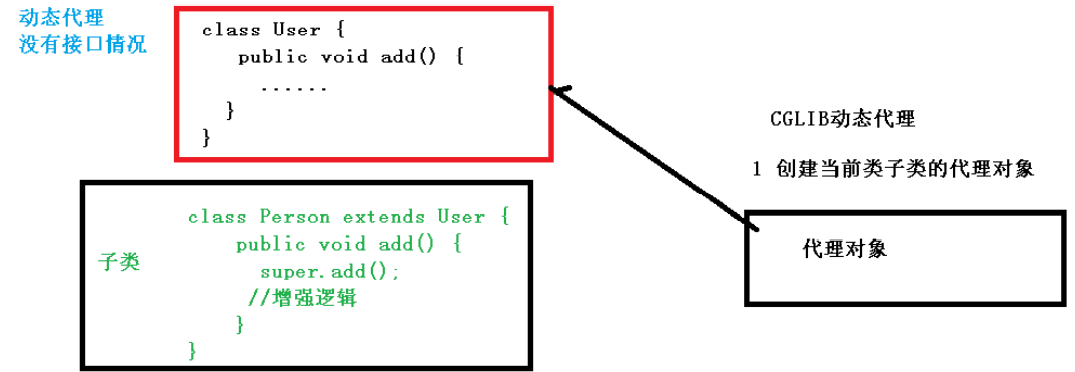 动态代理
没有接口情况
class User {
public void add() {
......
}
}
CGLIB动态代理
1 创建当前类子类的代理对象
子类
class Person extends User {
public void add() {
super.add();
//增强逻辑
}
}
代理对象